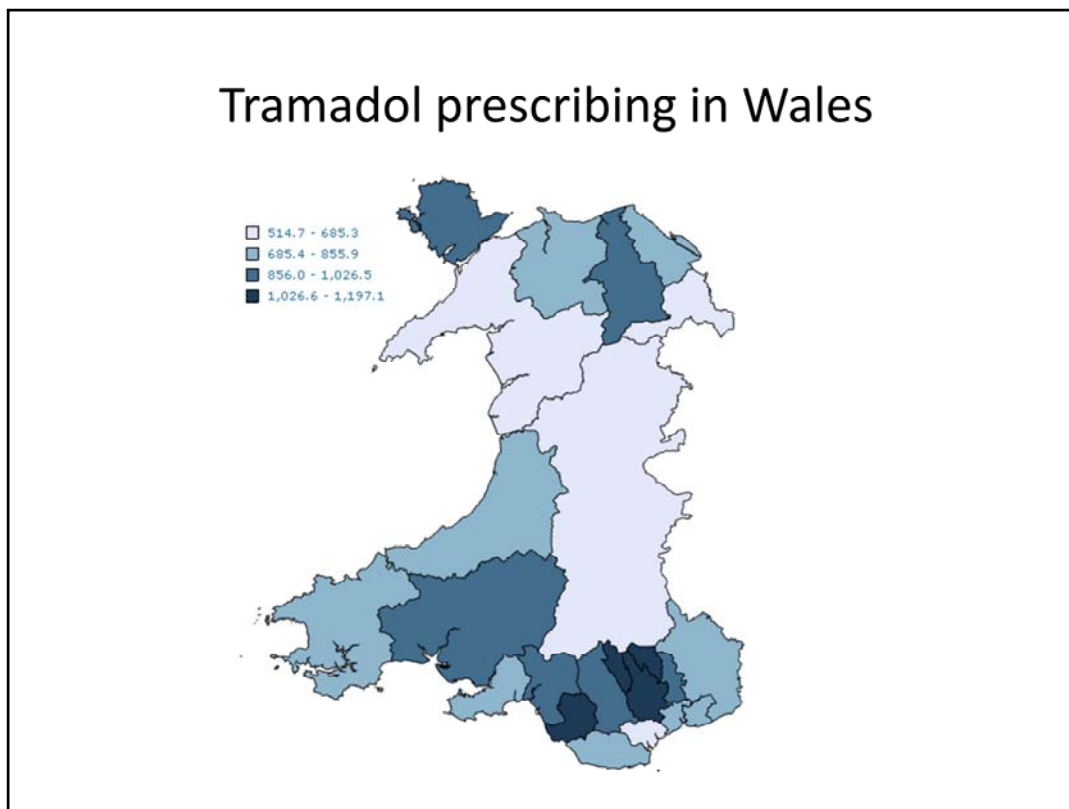 Tramadol prescribing in Wales
514.7 - 685.3
685.4 - 855.9
856.0 - 1,026.5
1,026.6 - 1,197.1